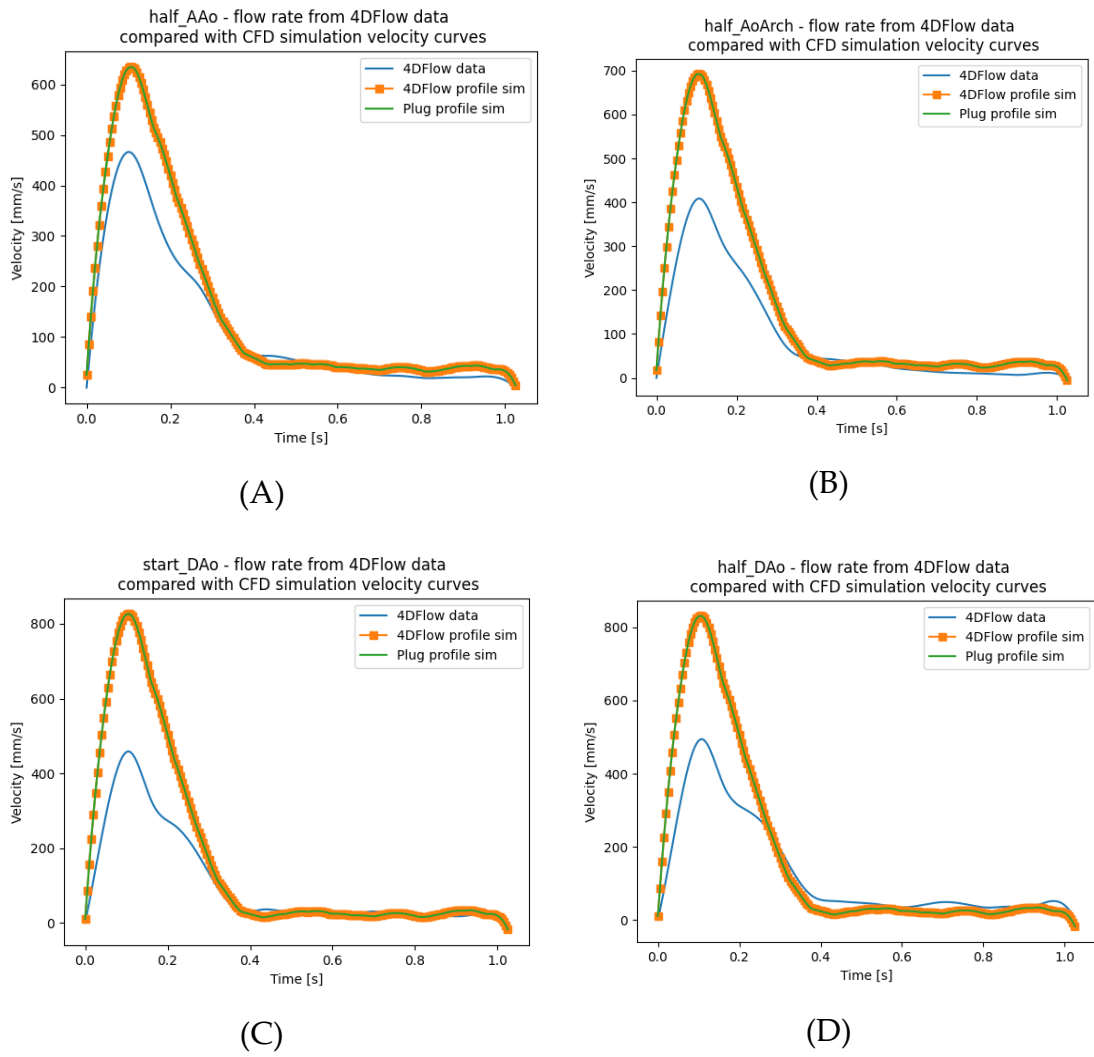 half_AAo - flow rate from 4DFlow data
compared with CFD simulation velocity curves
4DFlow data
4DFlow profile sim
Plug profile sim
Velocity [mm/s]
600
500
400
300
200
100
0
0.0 0.2 0.4 0.6 0.8 1.0
Time [s]
(A)
half_AoArch - flow rate from 4DFlow data
compared with CFD simulation velocity curves
4DFlow data
4DFlow profile sim
Plug profile sim
Velocity [mm/s]
700
600
500
400
300
200
100
0
0.0 0.2 0.4 0.6 0.8 1.0
Time [s]
(B)
start_DAo - flow rate from 4DFlow data
compared with CFD simulation velocity curves
4DFlow data
4DFlow profile sim
Plug profile sim
Velocity [mm/s]
800
600
400
200
0
0.0 0.2 0.4 0.6 0.8 1.0
Time [s]
(C)
half_DAo - flow rate from 4DFlow data
compared with CFD simulation velocity curves
4DFlow data
4DFlow profile sim
Plug profile sim
Velocity [mm/s]
800
600
400
200
0
0.0 0.2 0.4 0.6 0.8 1.0
Time [s]
(D)